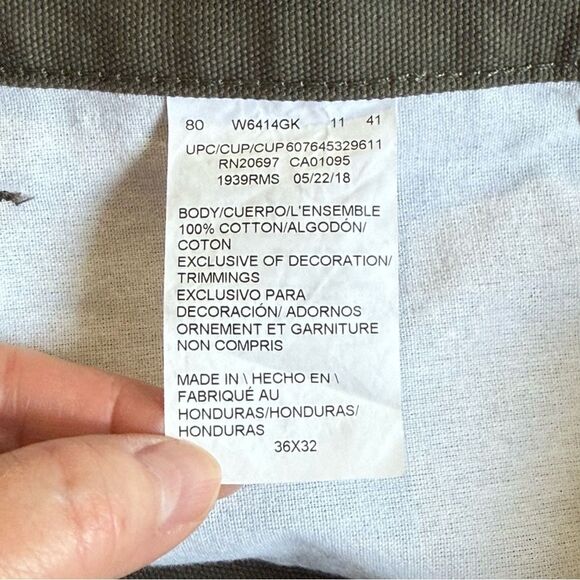 80 W6414GK 11 41
UPC/CUP/CUP607645329611
RN20697 CA01095
1939RMS 05/22/18
BODY/CUERPO/L'ENSEMBLE
100% COTTON/ALGODÓN/
COTON
EXCLUSIVE OF DECORATION/
TRIMMINGS
EXCLUSIVO PARA
DECORACIÓN/ ADORNOS
ORNEMENT ET GARNITURE
NON COMPRIS
MADE IN \ HECHO EN \
FABRIQUÉ AU
HONDURAS/HONDURAS/
HONDURAS
36X32